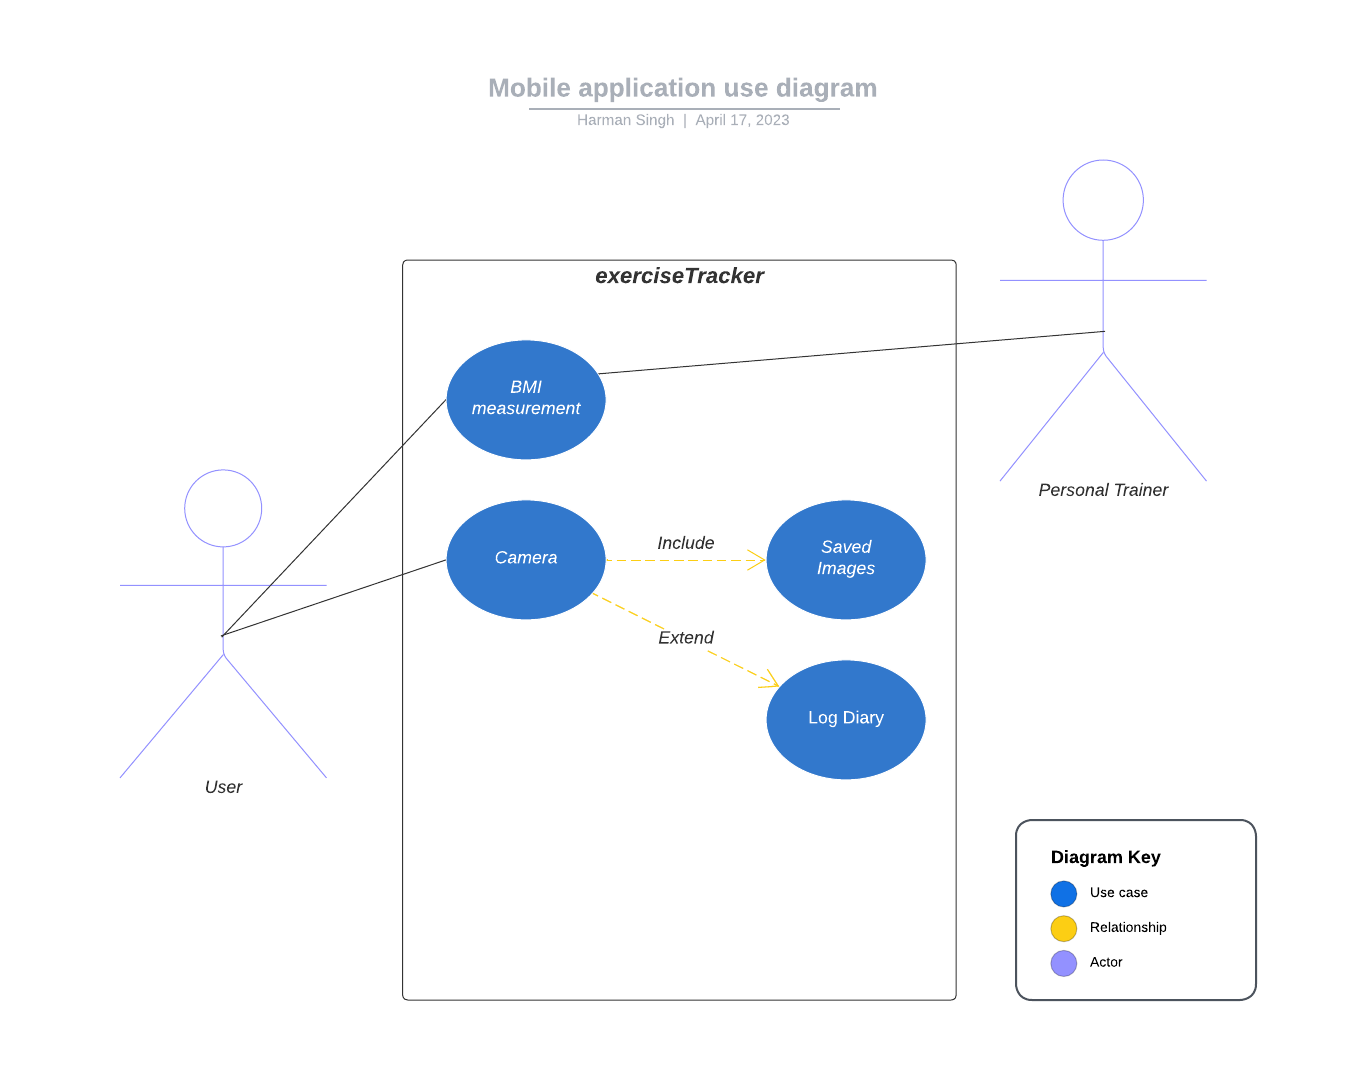 Mobile application use diagram
Harman Singh | April 17, 2023
exerciseTracker
BMI
measurement
Personal Trainer
Camera
Include
Saved
Images
Extend
Log Diary
User
Diagram Key
Use case
Relationship
Actor